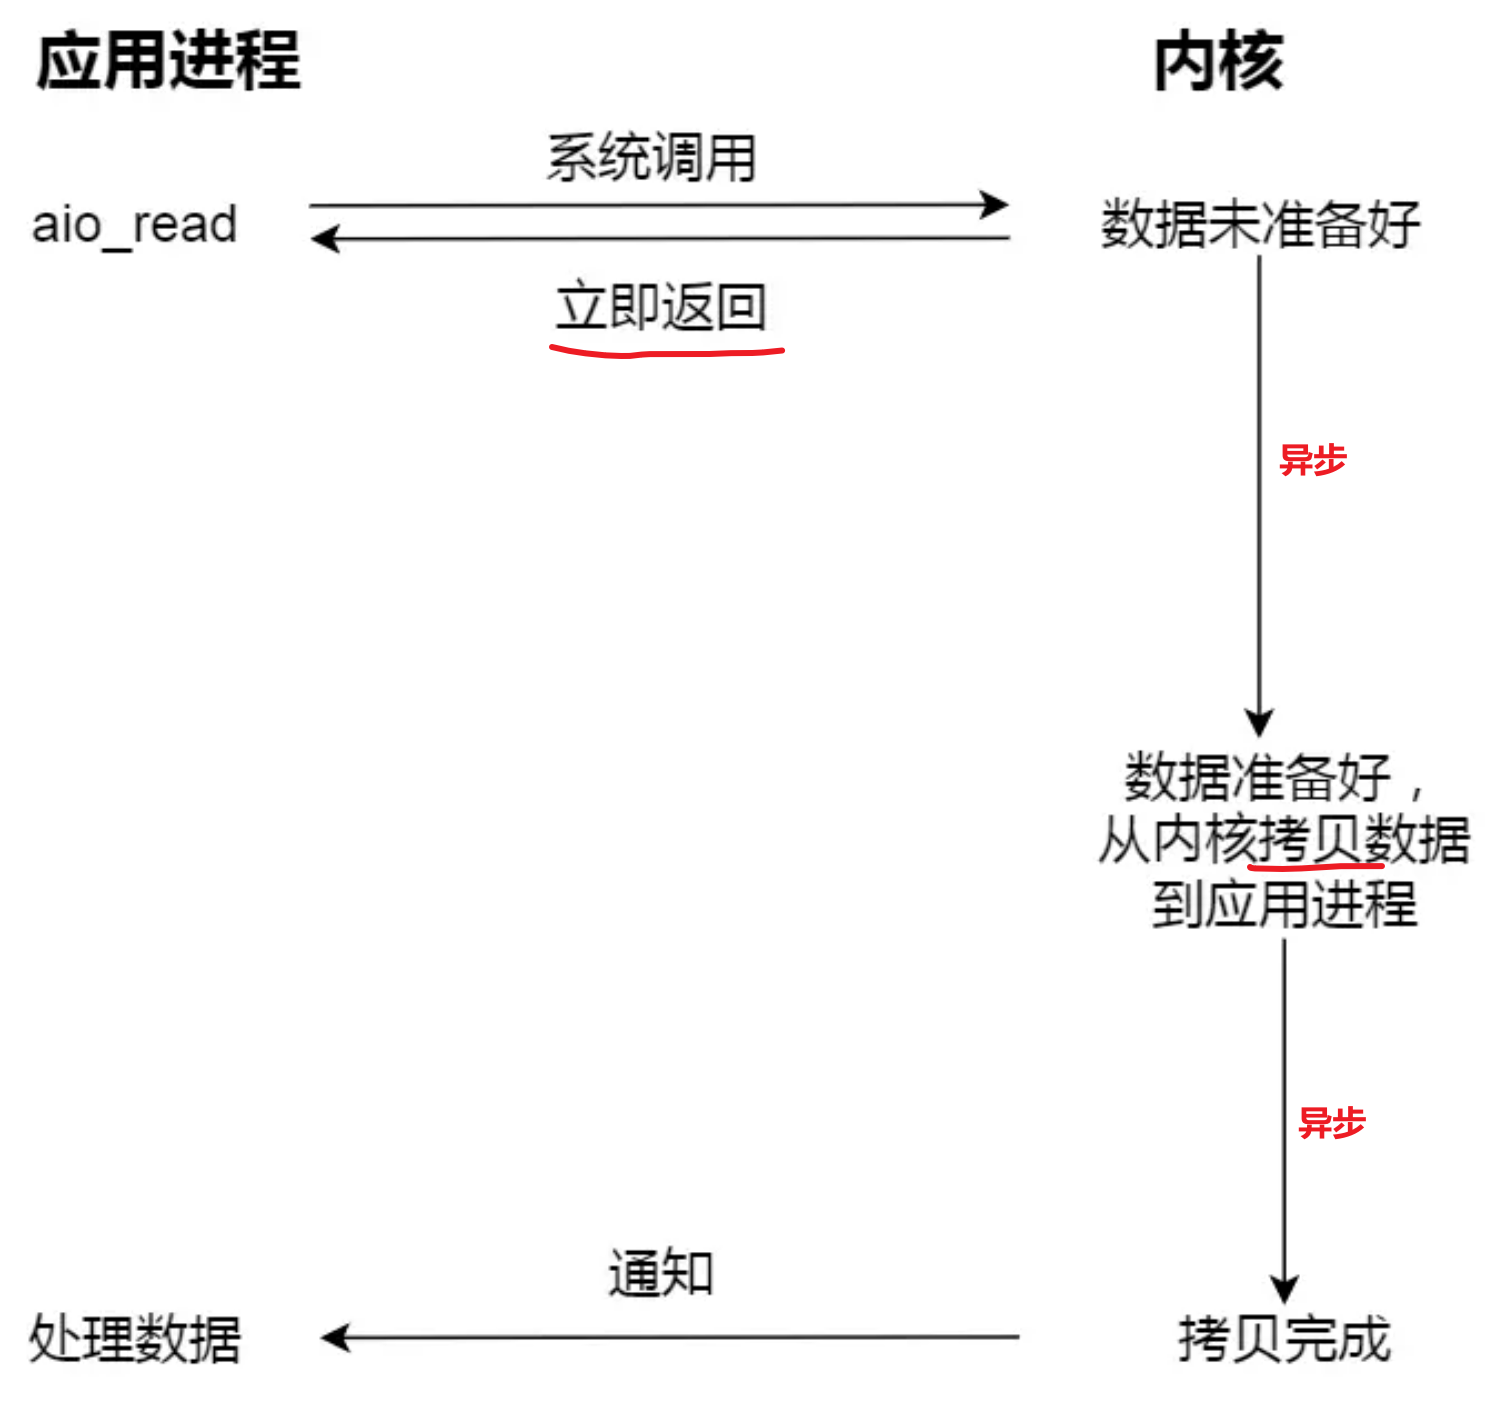 应用进程
内核
系统调用
aio_read
数据未准备好
立即返回
异步
数据准备好，
从内核拷贝数据
到应用进程
异步
通知
处理数据
拷贝完成